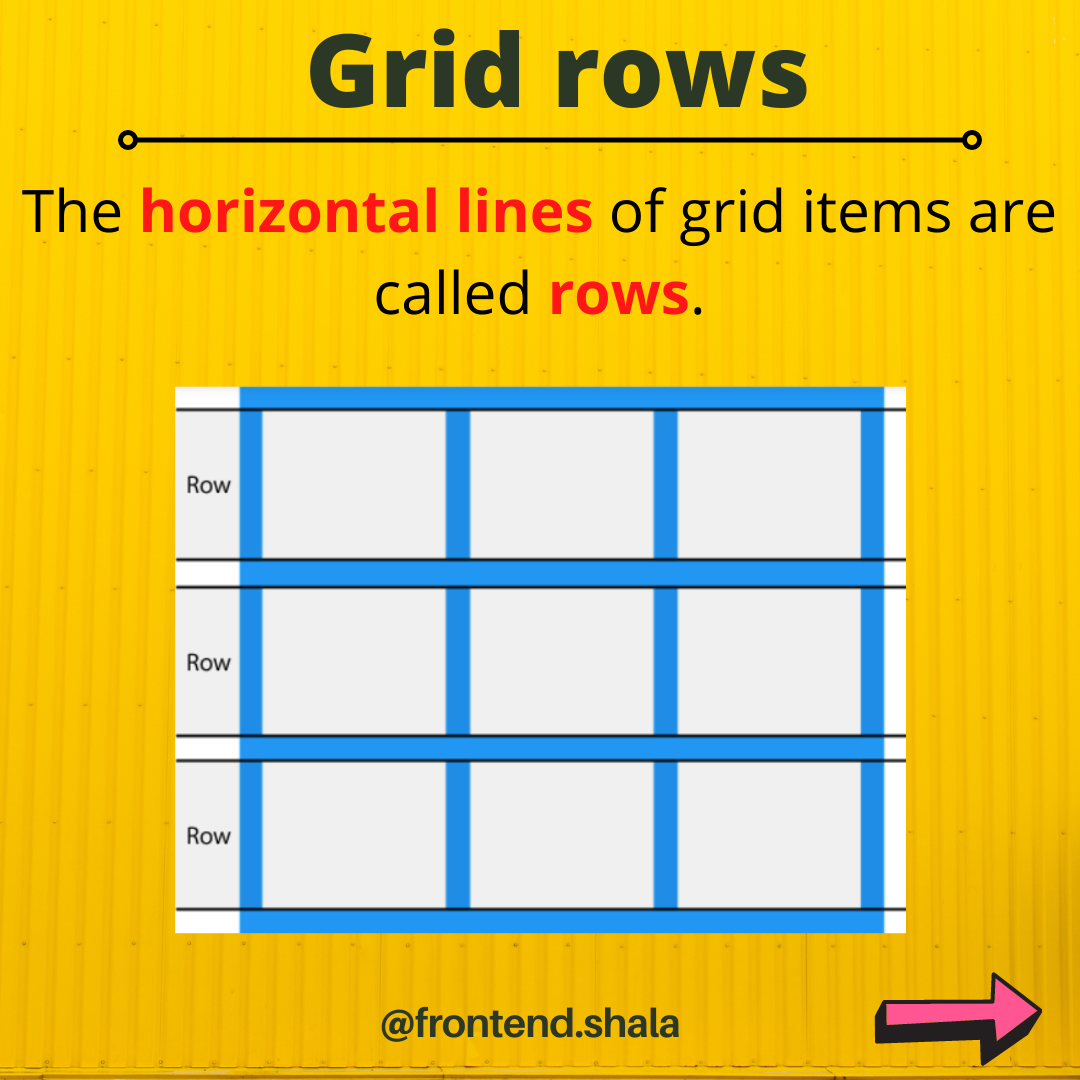 Grid rows
The horizontal lines of grid items are
called rows.
Row
Row
Row
@frontend.shala